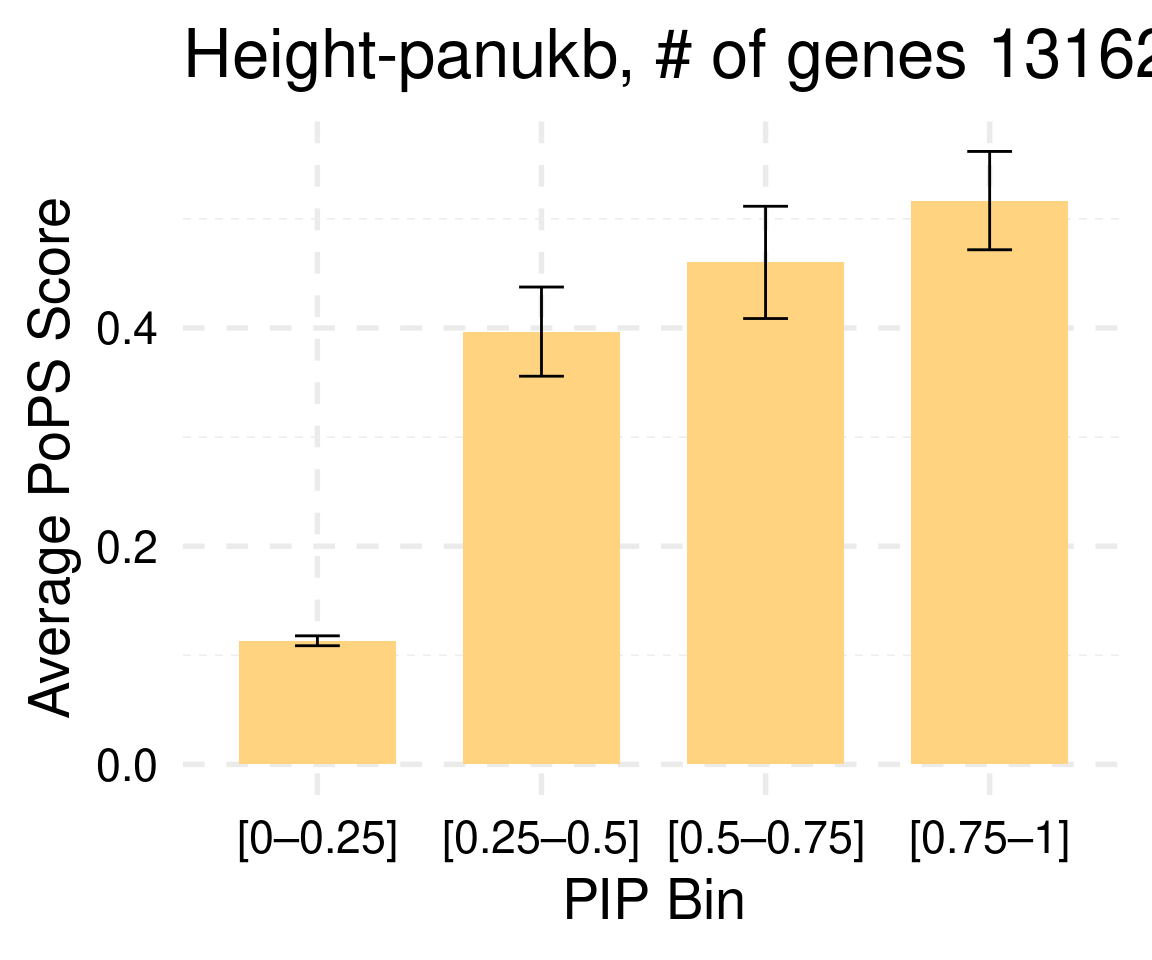 Height-panukb, # of genes 13162
Average PoPS Score
0.4
0.2
0.0
[0–0.25] [0.25–0.5] [0.5–0.75] [0.75–1]
PIP Bin